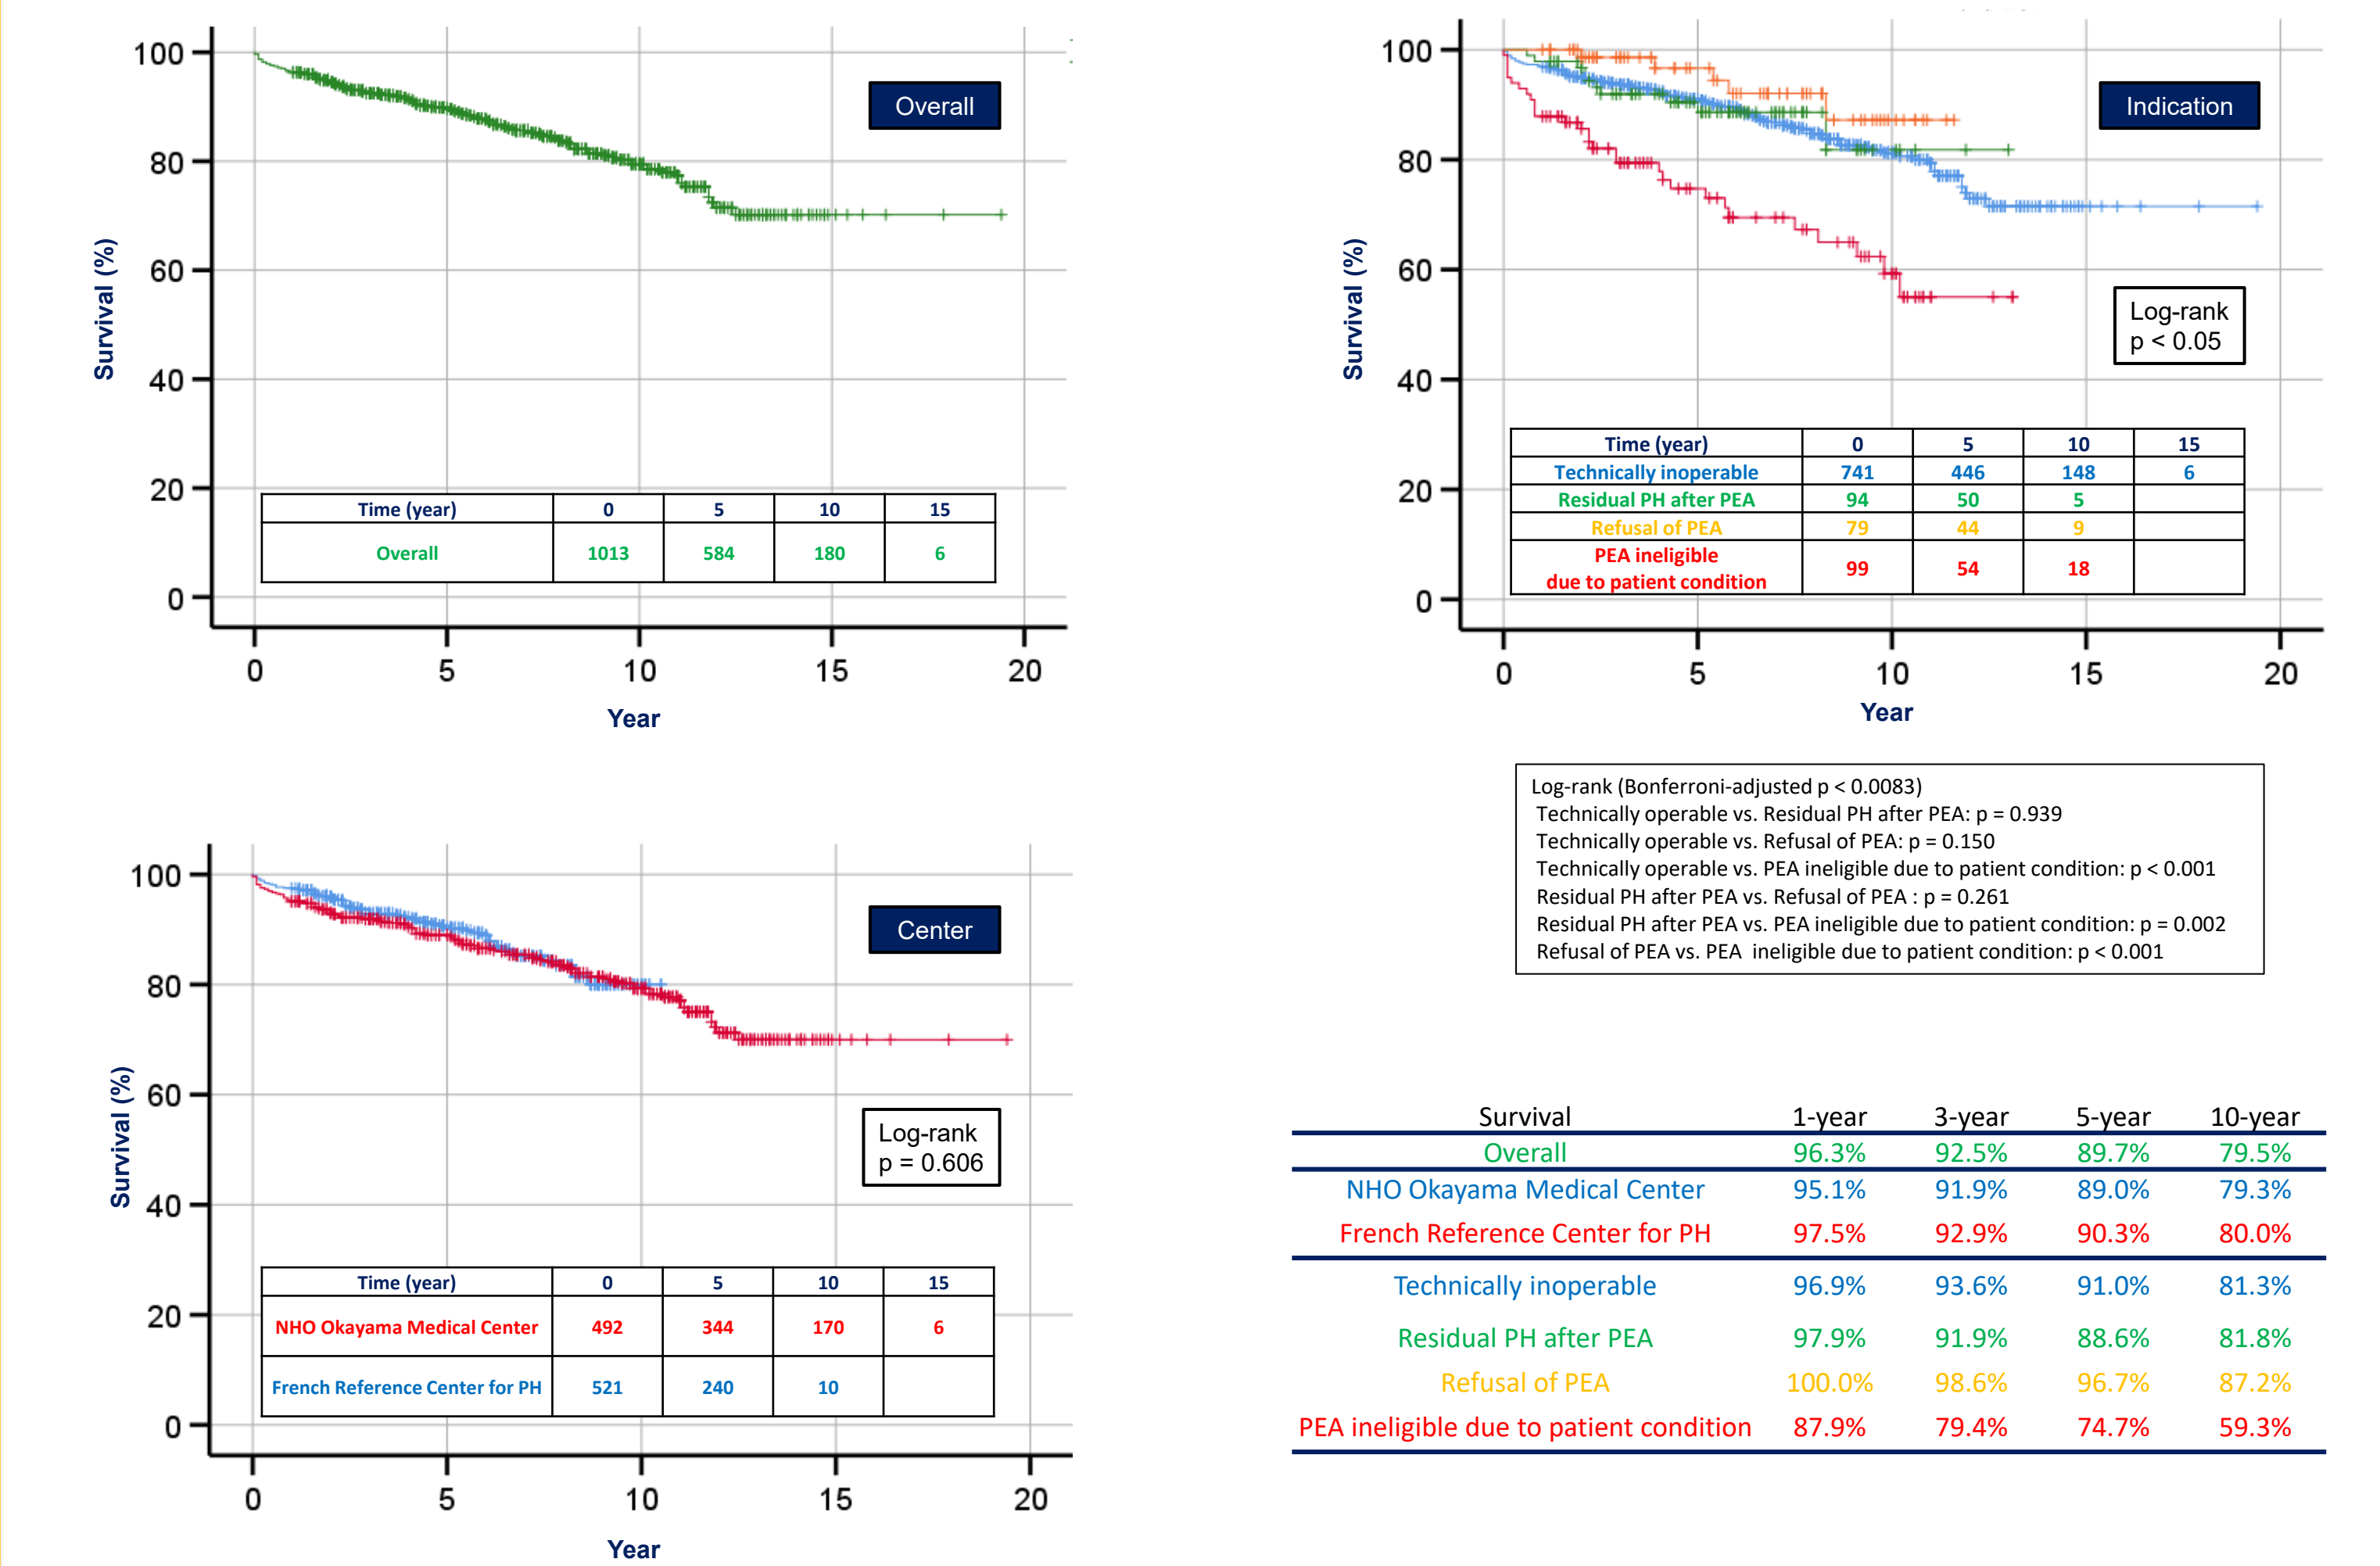 100
80
60
40
20
0
Survival (%)
Overall
Time (year) 0 5 10 15
Overall 1013 584 180 6
0 5 10 15 20
Year
100
80
60
40
20
0
Survival (%)
Indication
Log-rank
p < 0.05
Time (year) 0 5 10 15
Technically inoperable 741 446 148 6
Residual PH after PEA 94 50 5
Refusal of PEA 79 44 9
PEA ineligible
due to patient condition 99 54 18
0 5 10 15 20
Year
Log-rank (Bonferroni-adjusted p < 0.0083)
Technically operable vs. Residual PH after PEA: p = 0.939
Technically operable vs. Refusal of PEA: p = 0.150
Technically operable vs. PEA ineligible due to patient condition: p < 0.001
Residual PH after PEA vs. Refusal of PEA : p = 0.261
Residual PH after PEA vs. PEA ineligible due to patient condition: p = 0.002
Refusal of PEA vs. PEA ineligible due to patient condition: p < 0.001
100
80
60
40
20
0
Survival (%)
Center
Log-rank
p = 0.606
Time (year) 0 5 10 15
NHO Okayama Medical Center 492 344 170 6
French Reference Center for PH 521 240 10
0 5 10 15 20
Year
Survival 1-year 3-year 5-year 10-year
Overall 96.3% 92.5% 89.7% 79.5%
NHO Okayama Medical Center 95.1% 91.9% 89.0% 79.3%
French Reference Center for PH 97.5% 92.9% 90.3% 80.0%
Technically inoperable 96.9% 93.6% 91.0% 81.3%
Residual PH after PEA 97.9% 91.9% 88.6% 81.8%
Refusal of PEA 100.0% 98.6% 96.7% 87.2%
PEA ineligible due to patient condition 87.9% 79.4% 74.7% 59.3%